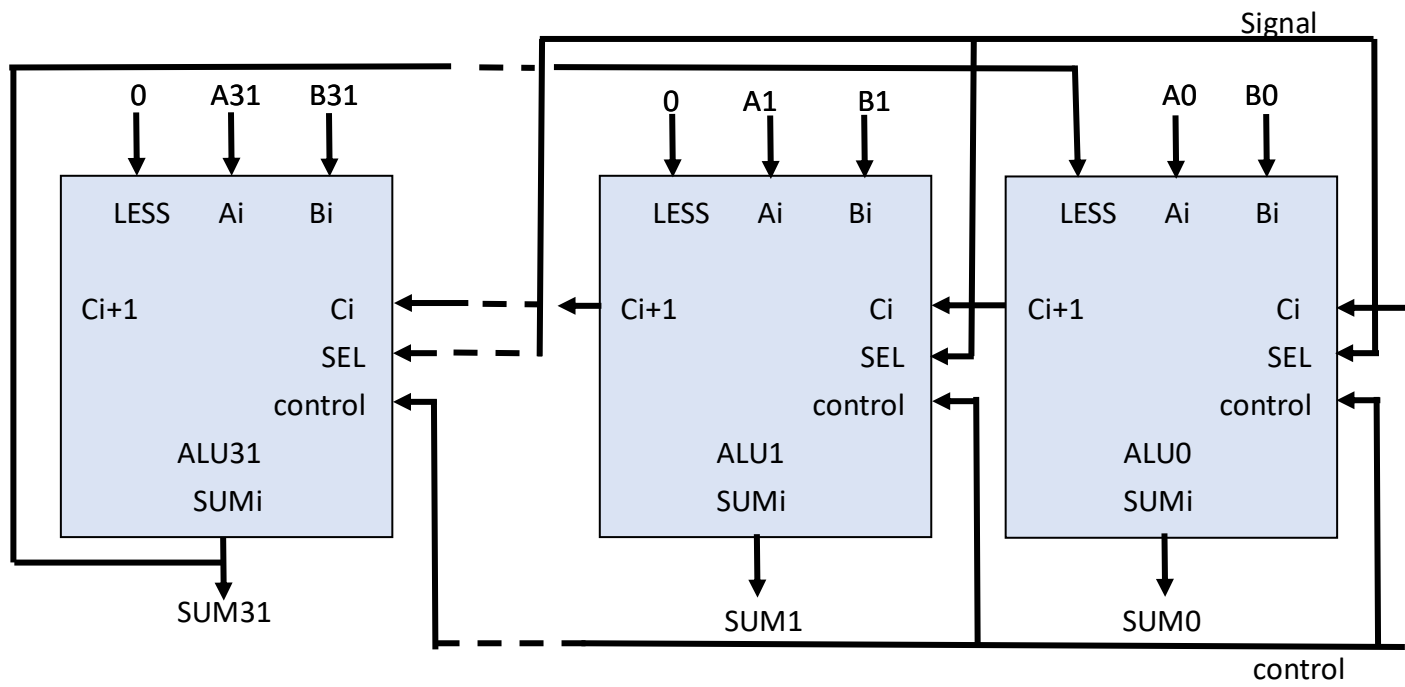 Signal
0 A31 B31
0 A1 B1
A0 B0
LESS Ai Bi
LESS Ai Bi
LESS Ai Bi
Ci+1 Ci
Ci+1 Ci
Ci+1 Ci
SEL
SEL
SEL
control
control
control
ALU31
ALU1
ALU0
SUMi
SUMi
SUMi
SUM31
SUM1
SUM0
control